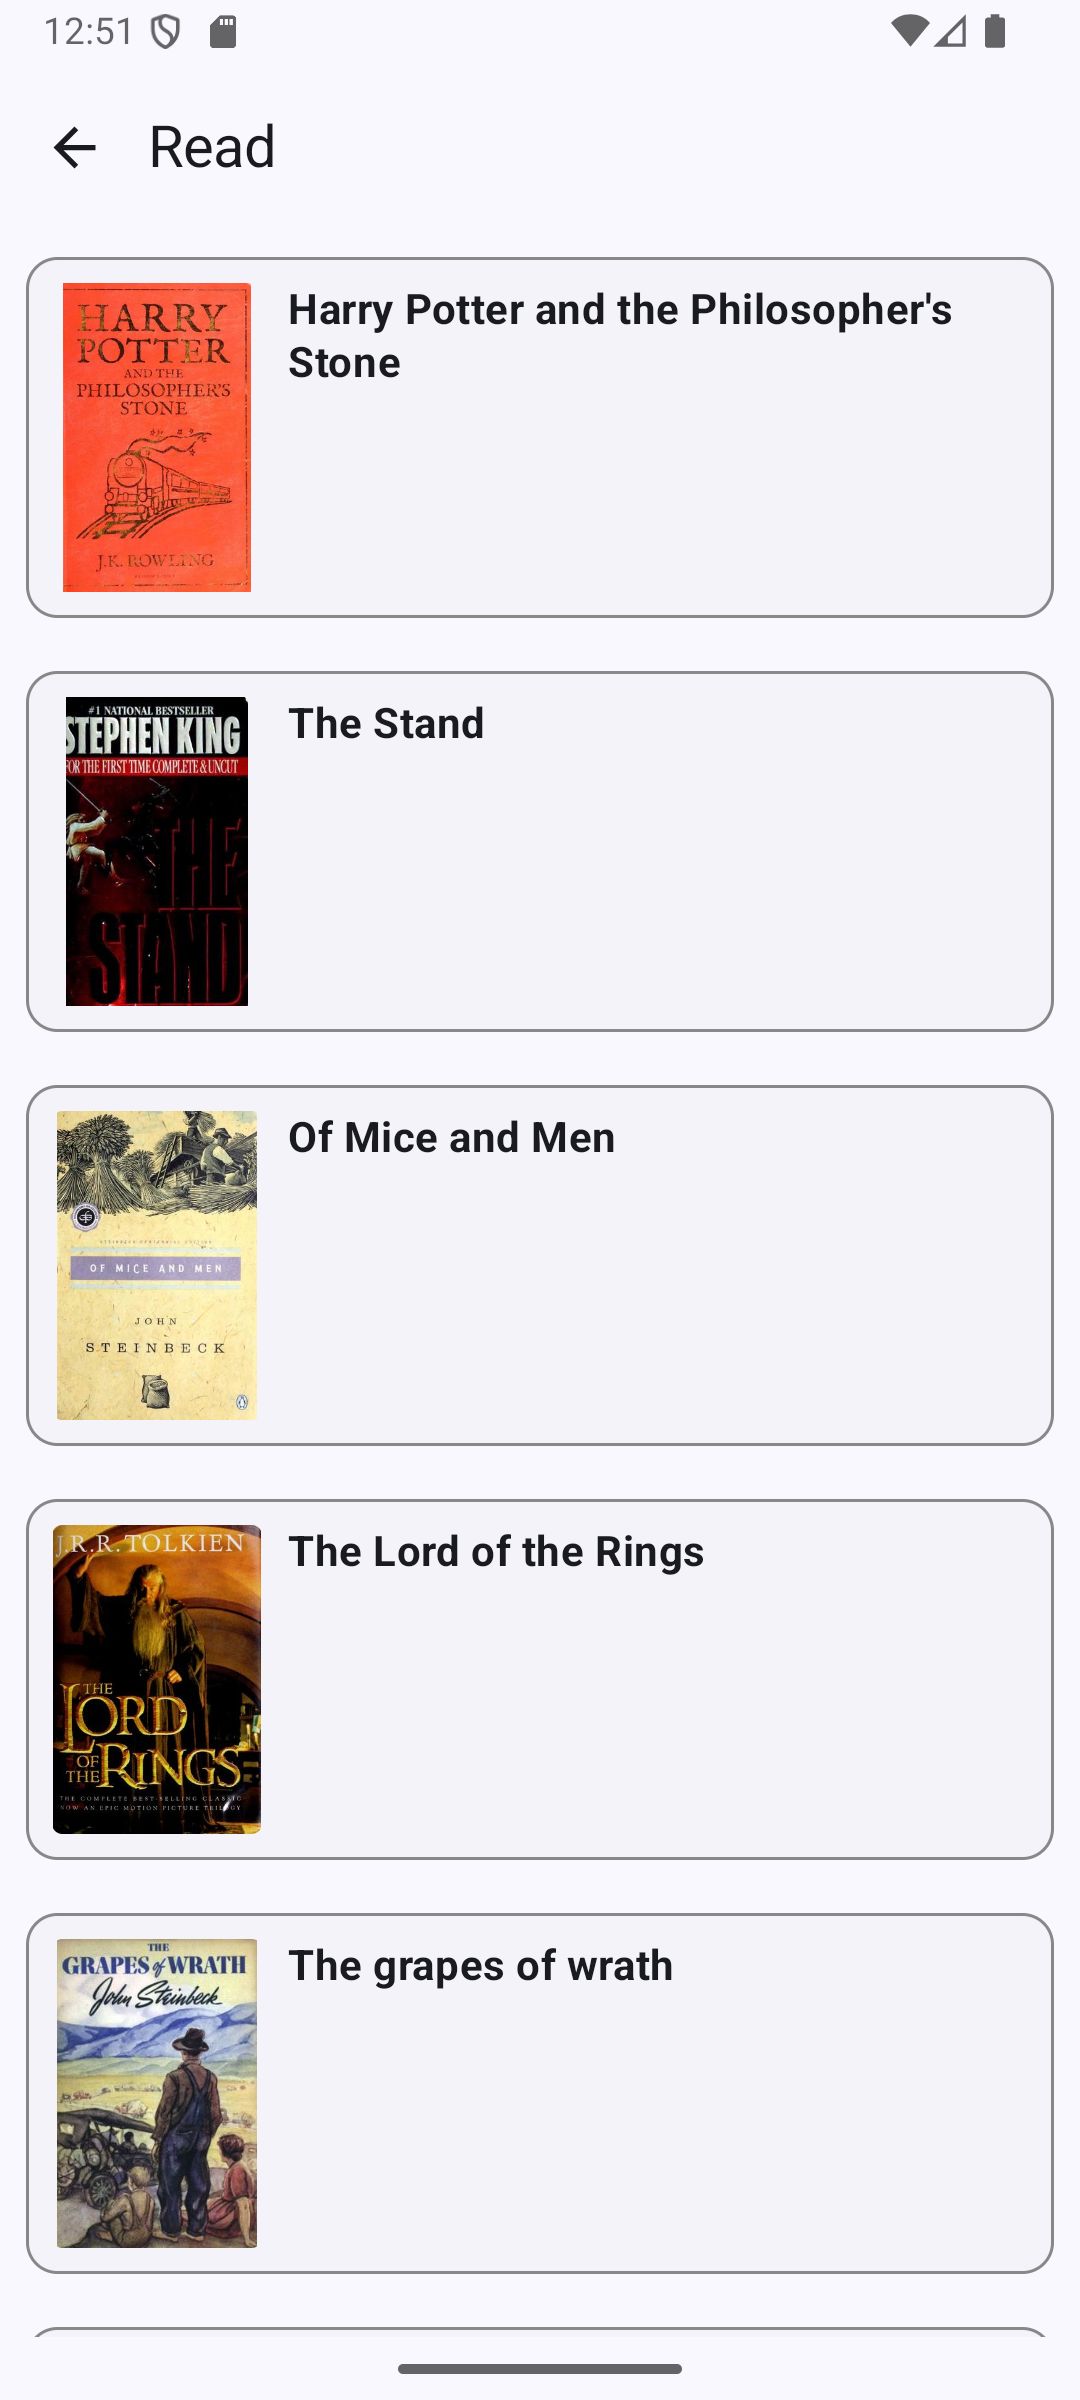 12:51
Read
HARRY
POTTER
AND THE
PHILOSOPHER'S
STONE
J.K. ROWLING
Harry Potter and the Philosopher's
Stone
#1 NATIONAL BESTSELLER
STEPHEN KING
FOR THE FIRST TIME COMPLETE & UNCUT
THE
STAND
The Stand
OF MICE AND MEN
JOHN
STEINBECK
Of Mice and Men
J.R.R. TOLKIEN
THE
LORD
OF
THE RINGS
THE COMPLETE BEST-SELLING CLASSIC
NOW AN EPIC MOTION PICTURE TRILOGY
The Lord of the Rings
THE
GRAPES of WRATH
John Steinbeck
The grapes of wrath